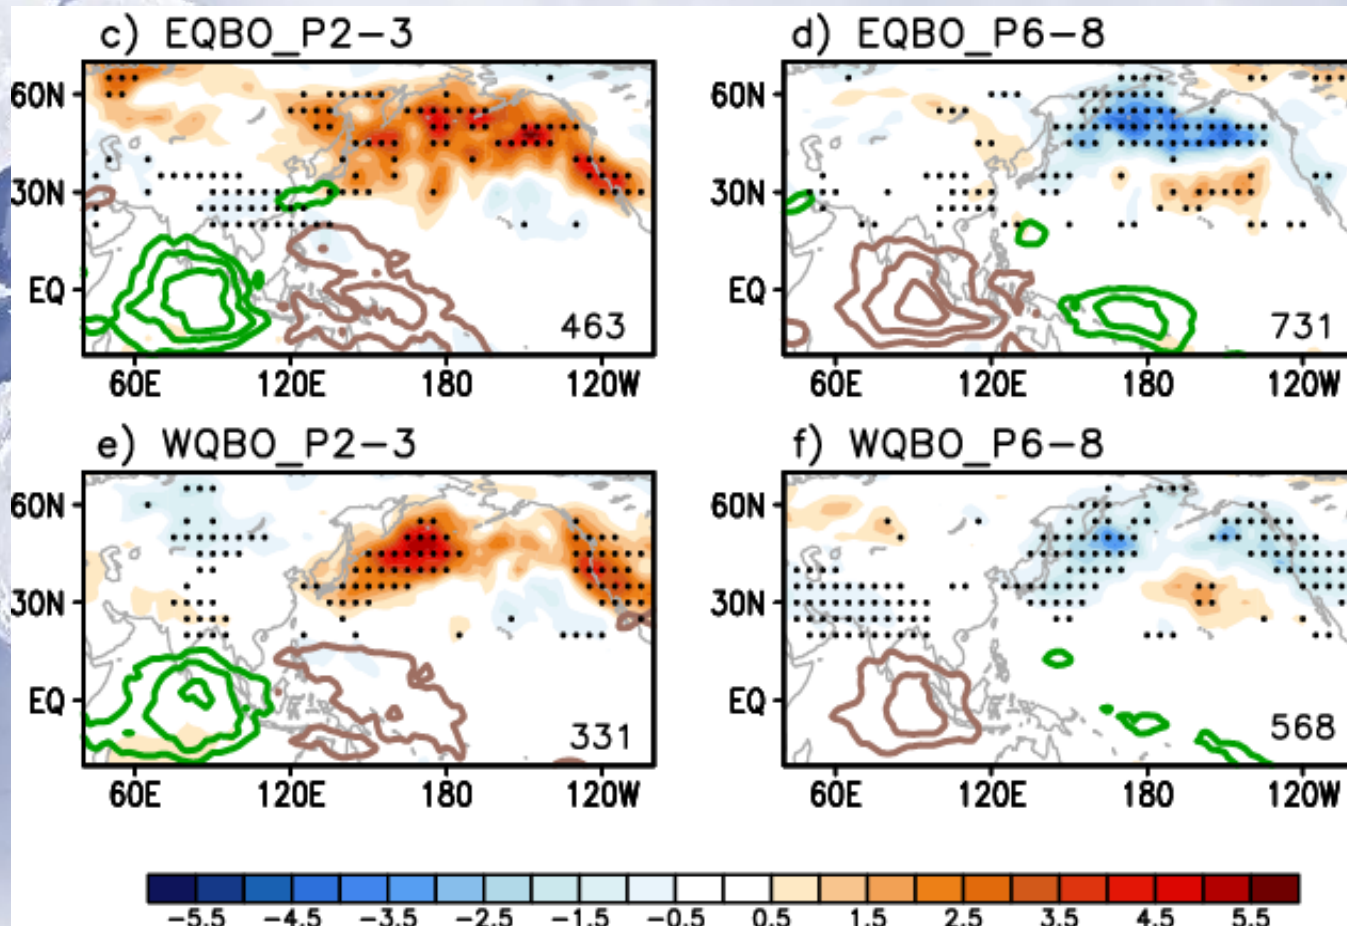 c) EQBO_P2-3
d) EQBO_P6-8
60N
30N
EQ
463
60E 120E 180 120W
60N
30N
EQ
731
60E 120E 180 120W
e) WQBO_P2-3
f) WQBO_P6-8
60N
30N
EQ
331
60E 120E 180 120W
60N
30N
EQ
568
60E 120E 180 120W
-5.5 -4.5 -3.5 -2.5 -1.5 -0.5 0.5 1.5 2.5 3.5 4.5 5.5